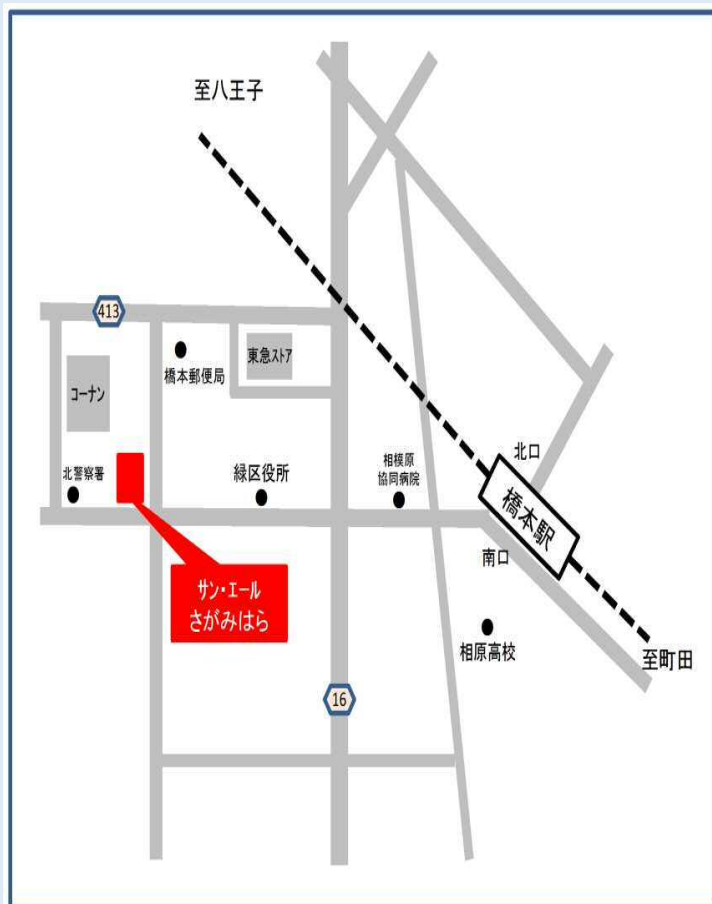 至八王子
413
橋本郵便局
東急ストア
コーナン
北警察署
緑区役所
相模原
協同病院
北口
橋本駅
南口
サン・エール
さがみはら
相原高校
至町田
16